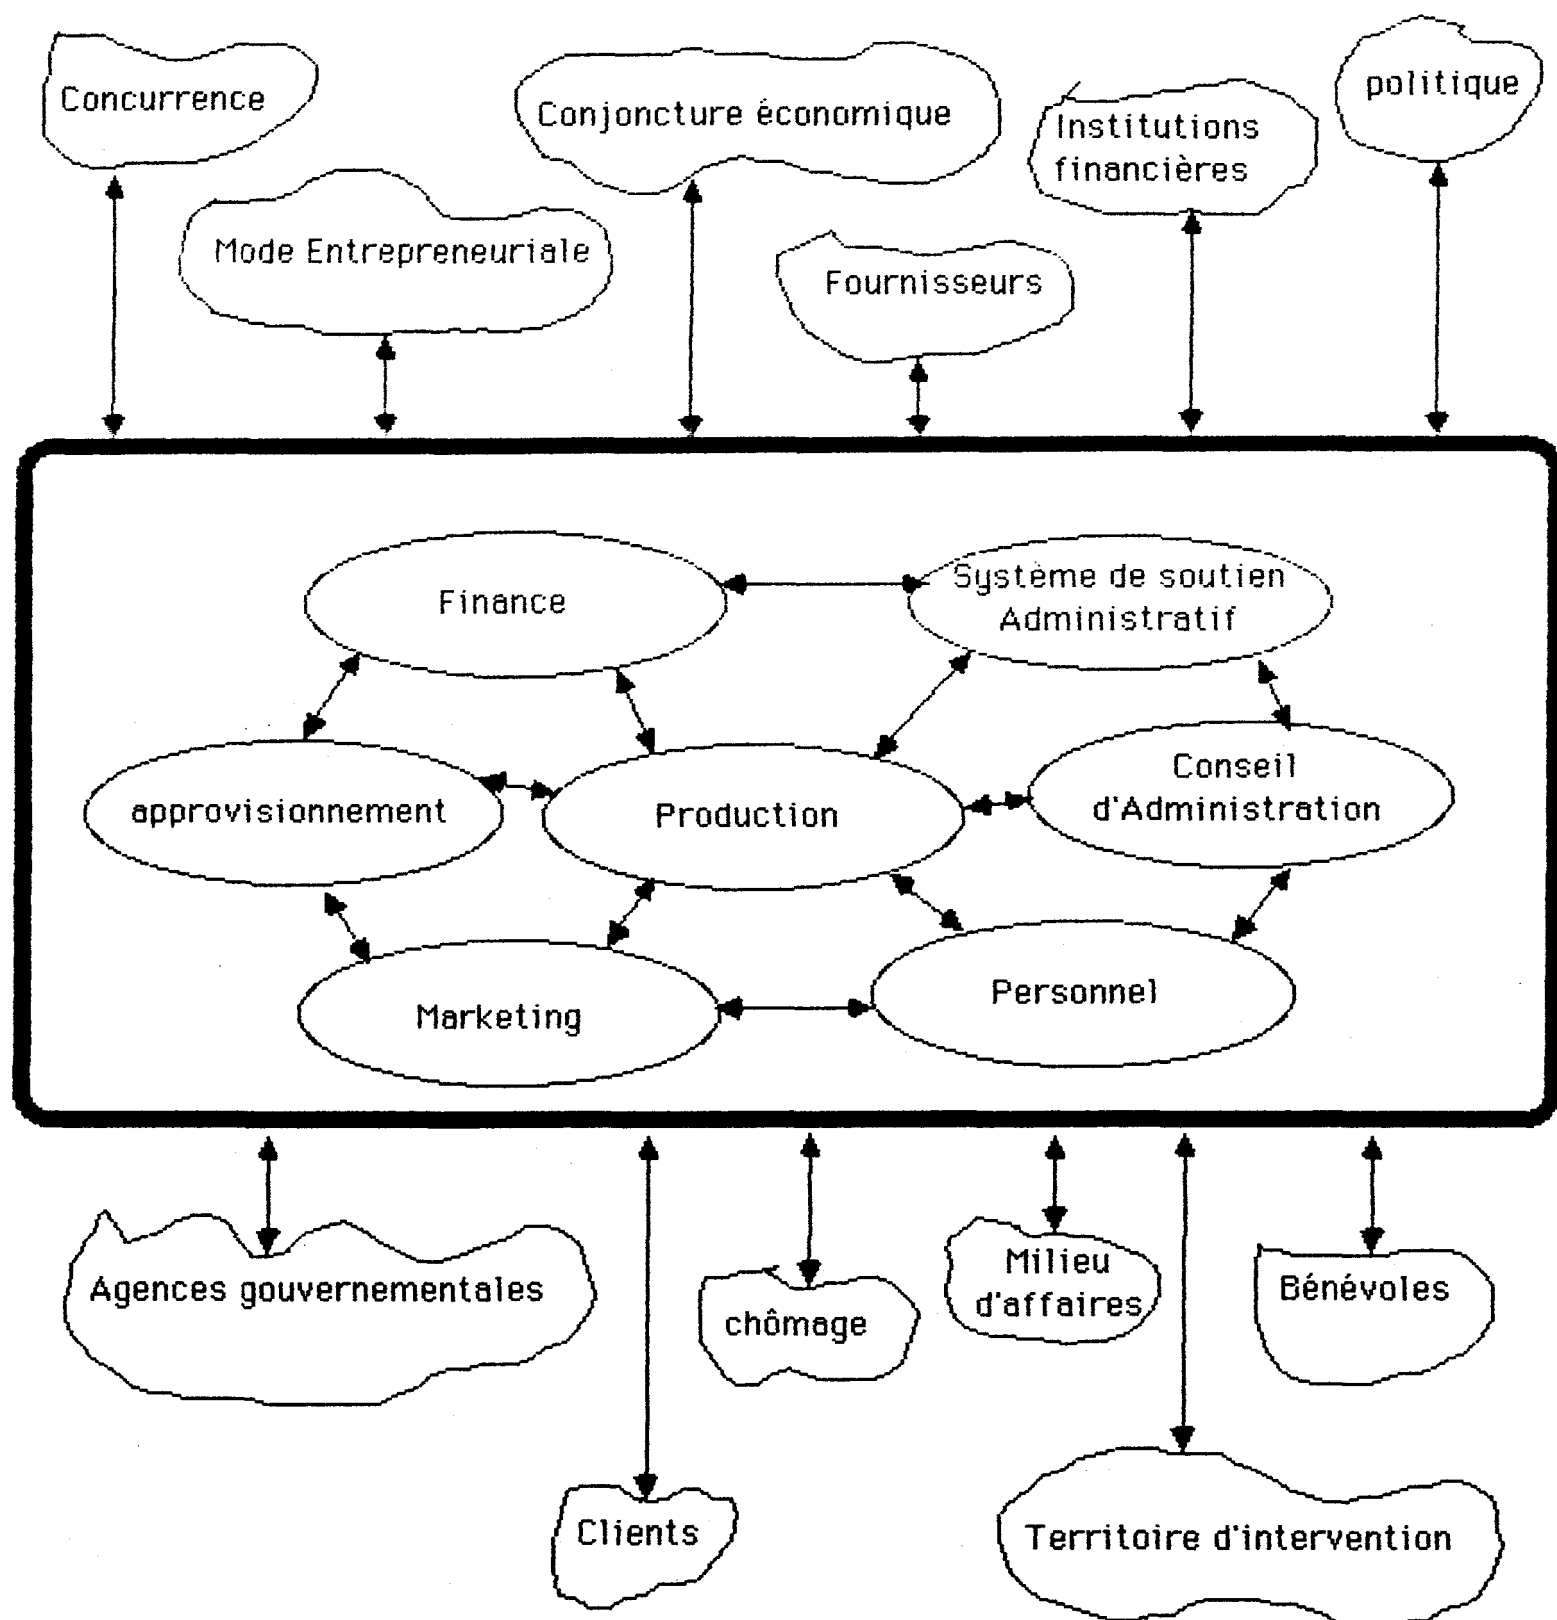 Concurrence
Conjoncture économique
Institutions
financières
politique
Mode Entrepreneuriale
Fournisseurs
Finance
Système de soutien
Administratif
approvisionnement
Production
Conseil
d'Administration
Marketing
Personnel
Agences gouvernementales
chômage
Milieu
d'affaires
Bénévoles
Clients
Territoire d'intervention